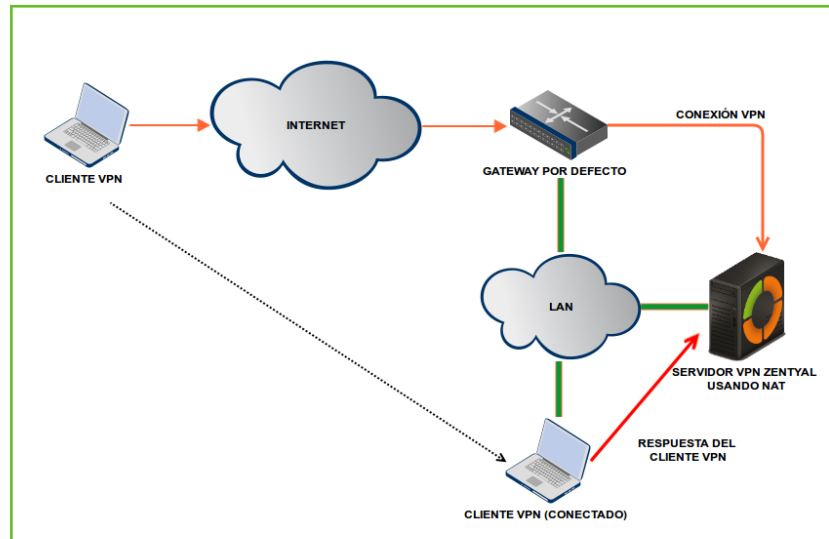 INTERNET
CONEXIÓN VPN
CLIENTE VPN
GATEWAY POR DEFECTO
LAN
SERVIDOR VPN ZENTYAL
USANDO NAT
RESPUESTA DEL
CLIENTE VPN
CLIENTE VPN (CONECTADO)